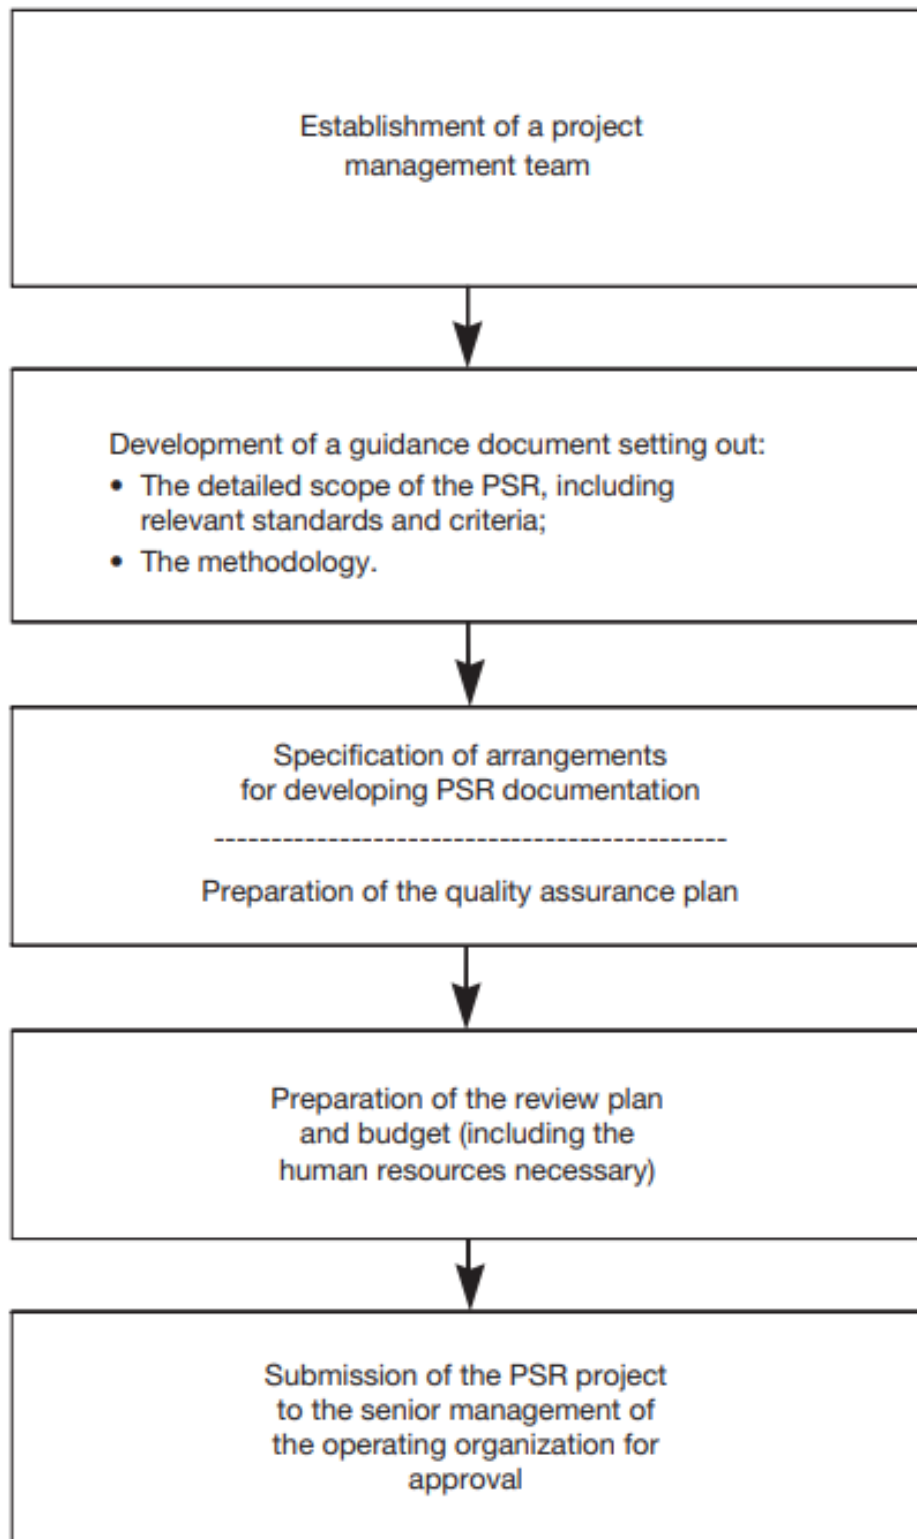 Establishment of a project
management team
Development of a guidance document setting out:
• The detailed scope of the PSR, including
relevant standards and criteria;
• The methodology.
Specification of arrangements
for developing PSR documentation
----------------------------------------------
Preparation of the quality assurance plan
Preparation of the review plan
and budget (including the
human resources necessary)
Submission of the PSR project
to the senior management of
the operating organization for
approval